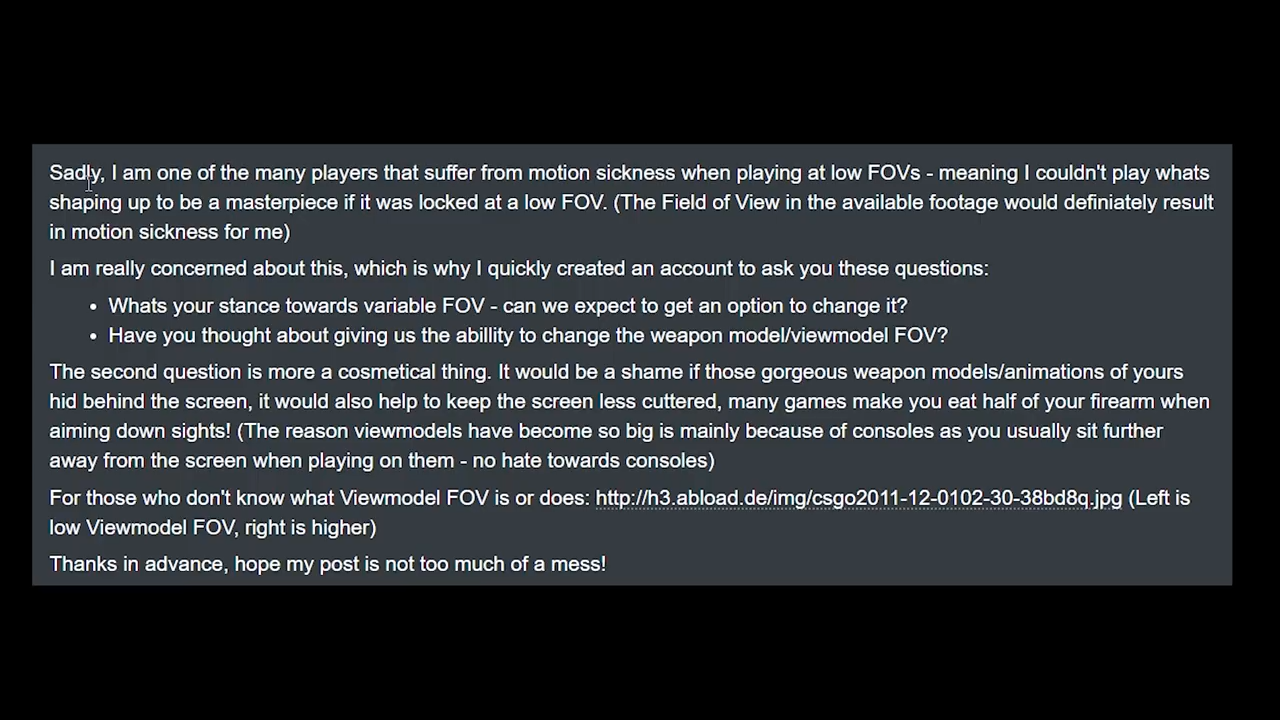 Sadly, I am one of the many players that suffer from motion sickness when playing at low FOVs - meaning I couldn't play whats
shaping up to be a masterpiece if it was locked at a low FOV. (The Field of View in the available footage would definiately result
in motion sickness for me)
I am really concerned about this, which is why I quickly created an account to ask you these questions:
• Whats your stance towards variable FOV - can we expect to get an option to change it?
• Have you thought about giving us the abillity to change the weapon model/viewmodel FOV?
The second question is more a cosmetical thing. It would be a shame if those gorgeous weapon models/animations of yours
hid behind the screen, it would also help to keep the screen less cuttered, many games make you eat half of your firearm when
aiming down sights! (The reason viewmodels have become so big is mainly because of consoles as you usually sit further
away from the screen when playing on them - no hate towards consoles)
For those who don't know what Viewmodel FOV is or does: http://h3.abload.de/img/csgo2011-12-0102-30-38bd8q.jpg (Left is
low Viewmodel FOV, right is higher)
Thanks in advance, hope my post is not too much of a mess!